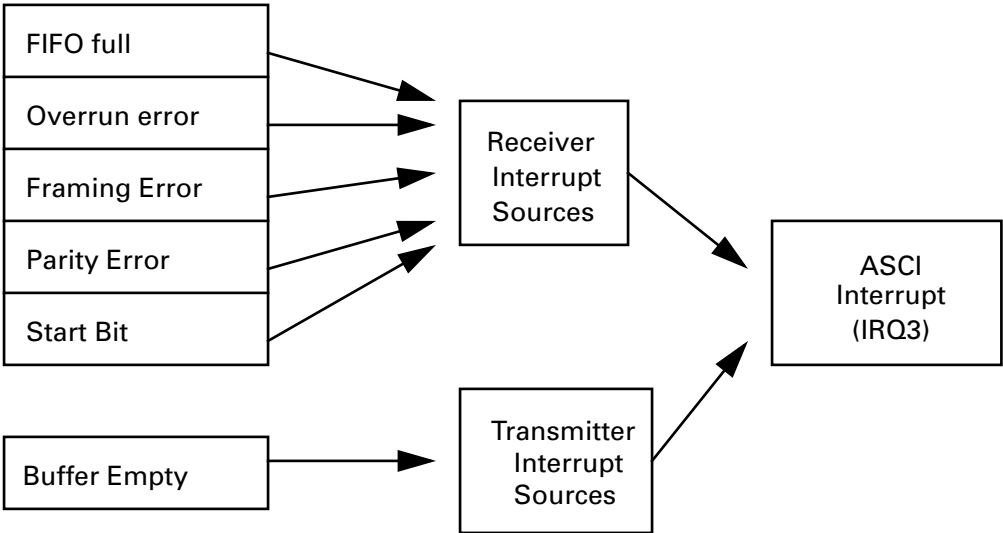 FIFO full
Overrun error
Framing Error
Parity Error
Start Bit
Receiver
Interrupt
Sources
ASCI
Interrupt
(IRQ3)
Buffer Empty
Transmitter
Interrupt
Sources